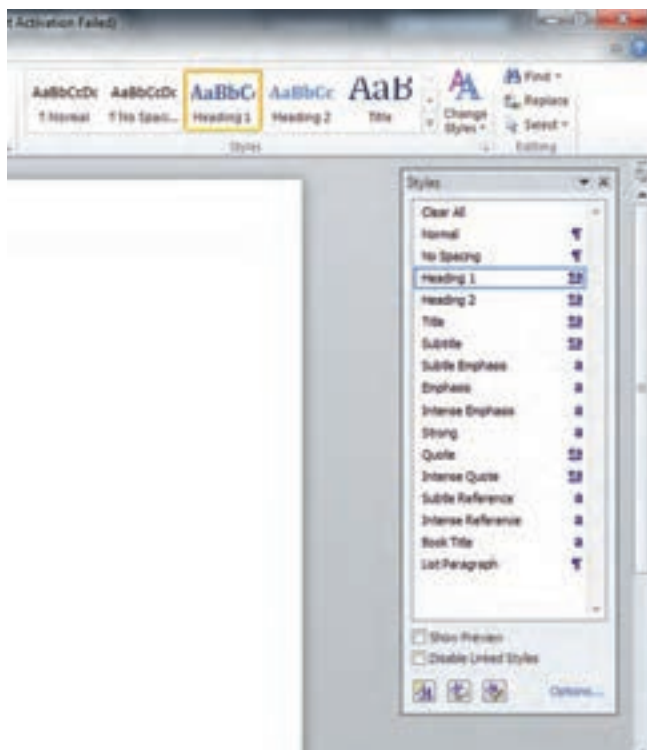 t Activation Failed)
AaBbCcDc AaBbCcDc AaBbC AaBbCc AaB
¶ Normal ¶ No Spaci... Heading 1 Heading 2 Title
Change
Styles
Find
Replace
Select
Styles
Editing
Styles
Clear All
Normal ¶
No Spacing ¶
Heading 1 ¶a
Heading 2 ¶a
Title ¶a
Subtitle ¶a
Subtle Emphasis a
Emphasis a
Intense Emphasis a
Strong a
Quote ¶a
Intense Quote ¶a
Subtle Reference a
Intense Reference a
Book Title a
List Paragraph ¶
Show Preview
Disable Linked Styles
Options...